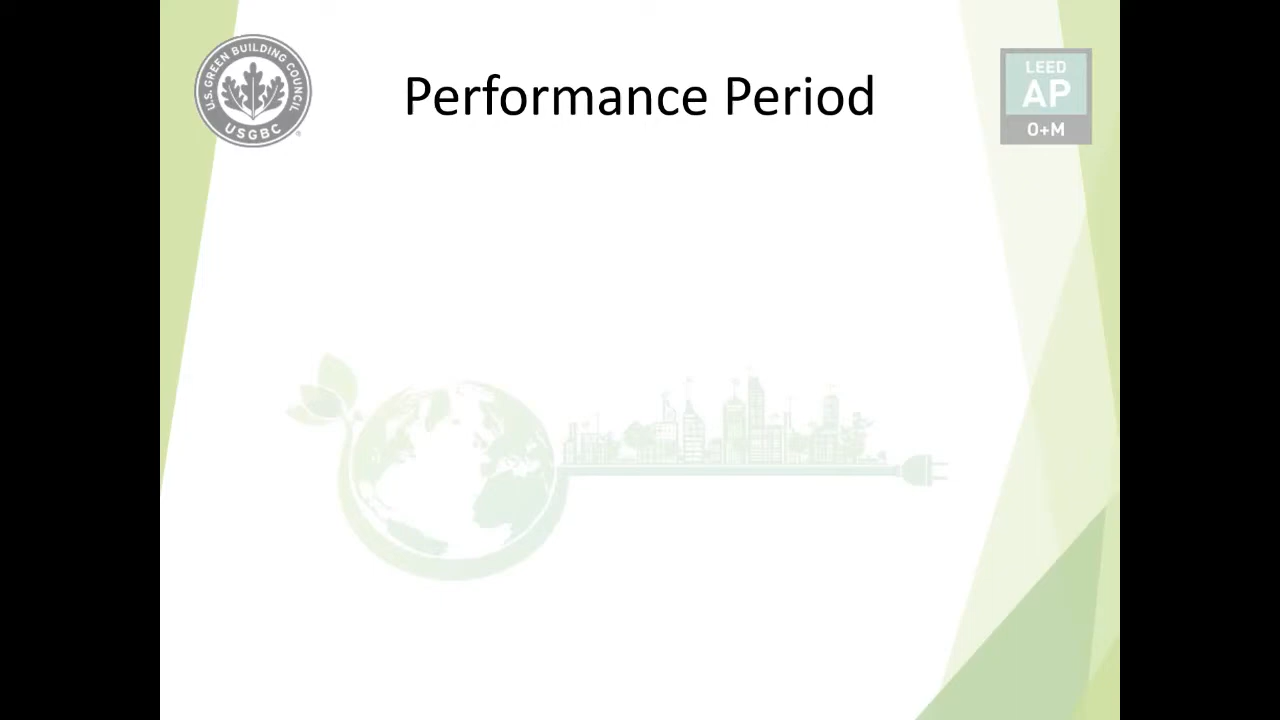 U.S. GREEN BUILDING COUNCIL
USGBC
®
Performance Period
LEED
AP
O+M